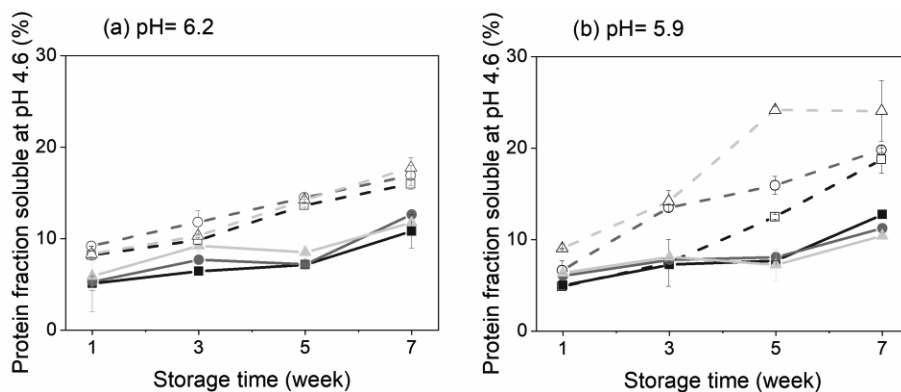 (a) pH= 6.2
Protein fraction soluble at pH 4.6 (%)
30
20
10
0
1 3 5 7
Storage time (week)
(b) pH= 5.9
Protein fraction soluble at pH 4.6 (%)
30
20
10
0
1 3 5 7
Storage time (week)